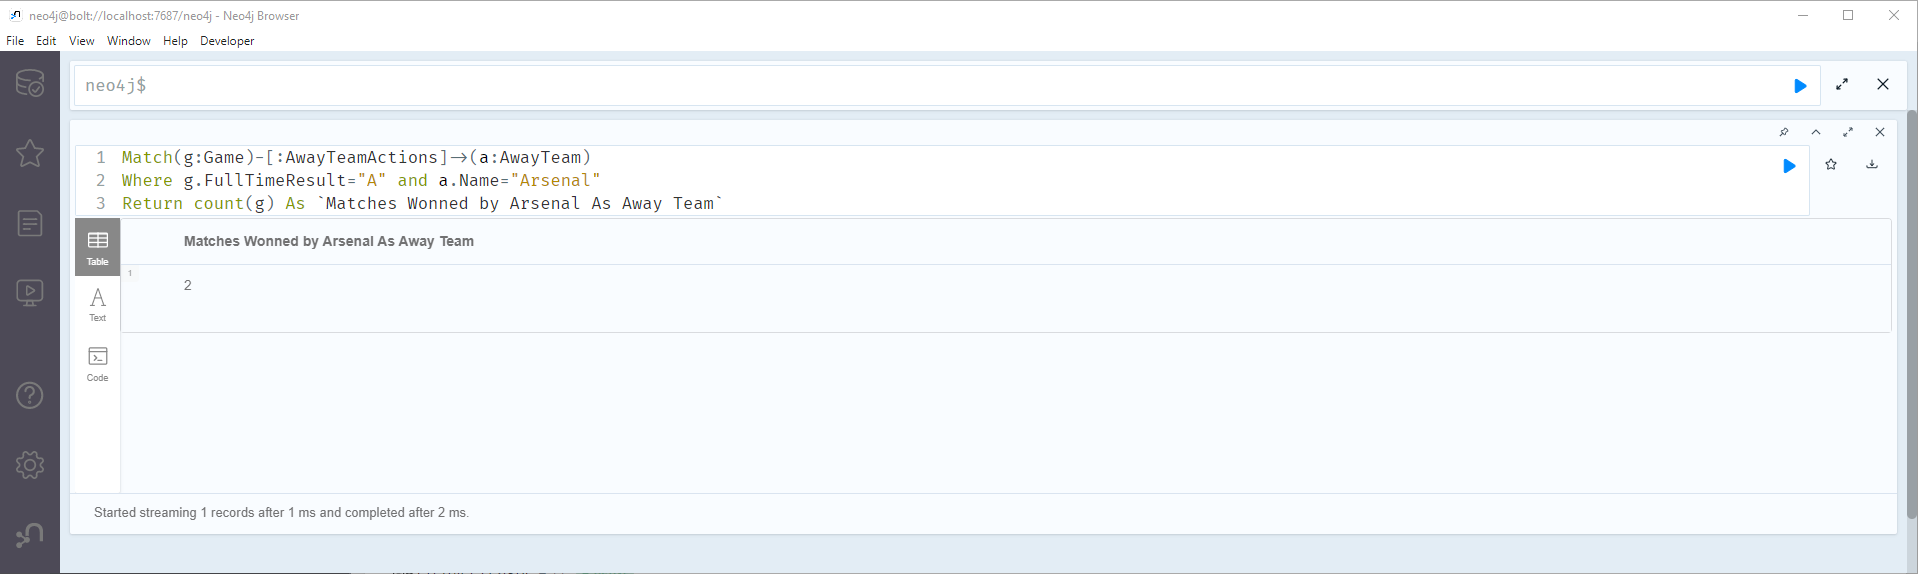 neo4j@bolt://localhost:7687/neo4j - Neo4j Browser
File Edit View Window Help Developer
neo4j$
1 Match(g:Game)-[:AwayTeamActions]->(a:AwayTeam)
2 Where g.FullTimeResult="A" and a.Name="Arsenal"
3 Return count(g) As `Matches Wonned by Arsenal As Away Team`
Table
Matches Wonned by Arsenal As Away Team
1
2
A
Text
Code
Started streaming 1 records after 1 ms and completed after 2 ms.